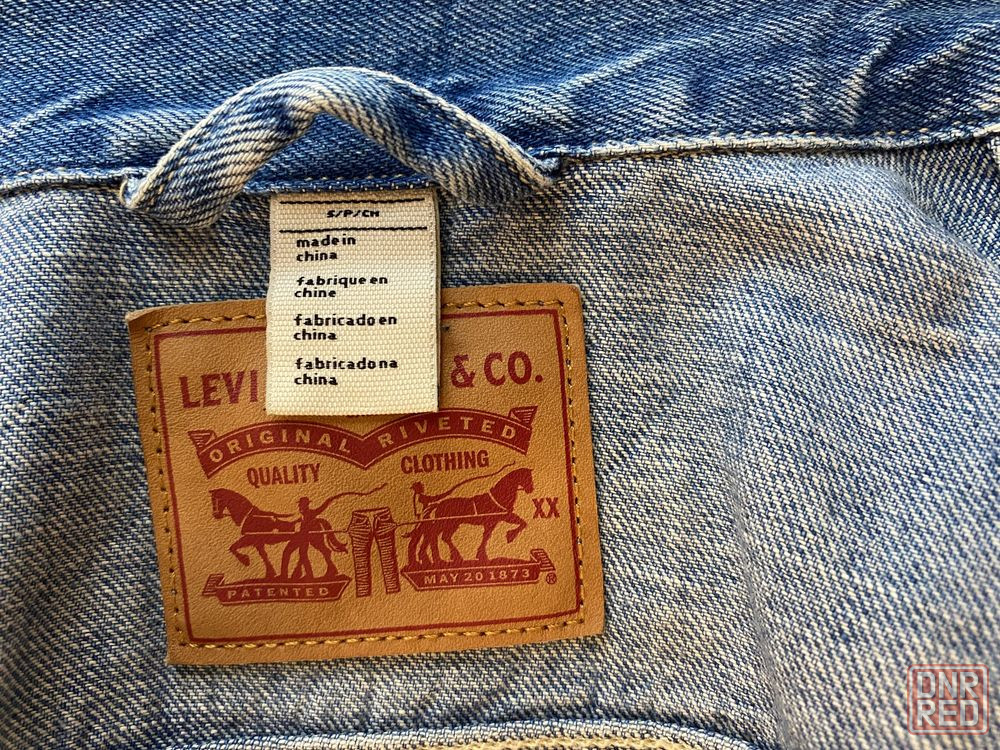 S/P/CH
made in
china
fabrique en
chine
fabricado en
china
fabricado na
china
LEVI & CO.
ORIGINAL RIVETED
QUALITY CLOTHING
XX
PATENTED MAY 20 1873 ®
DNR
RED